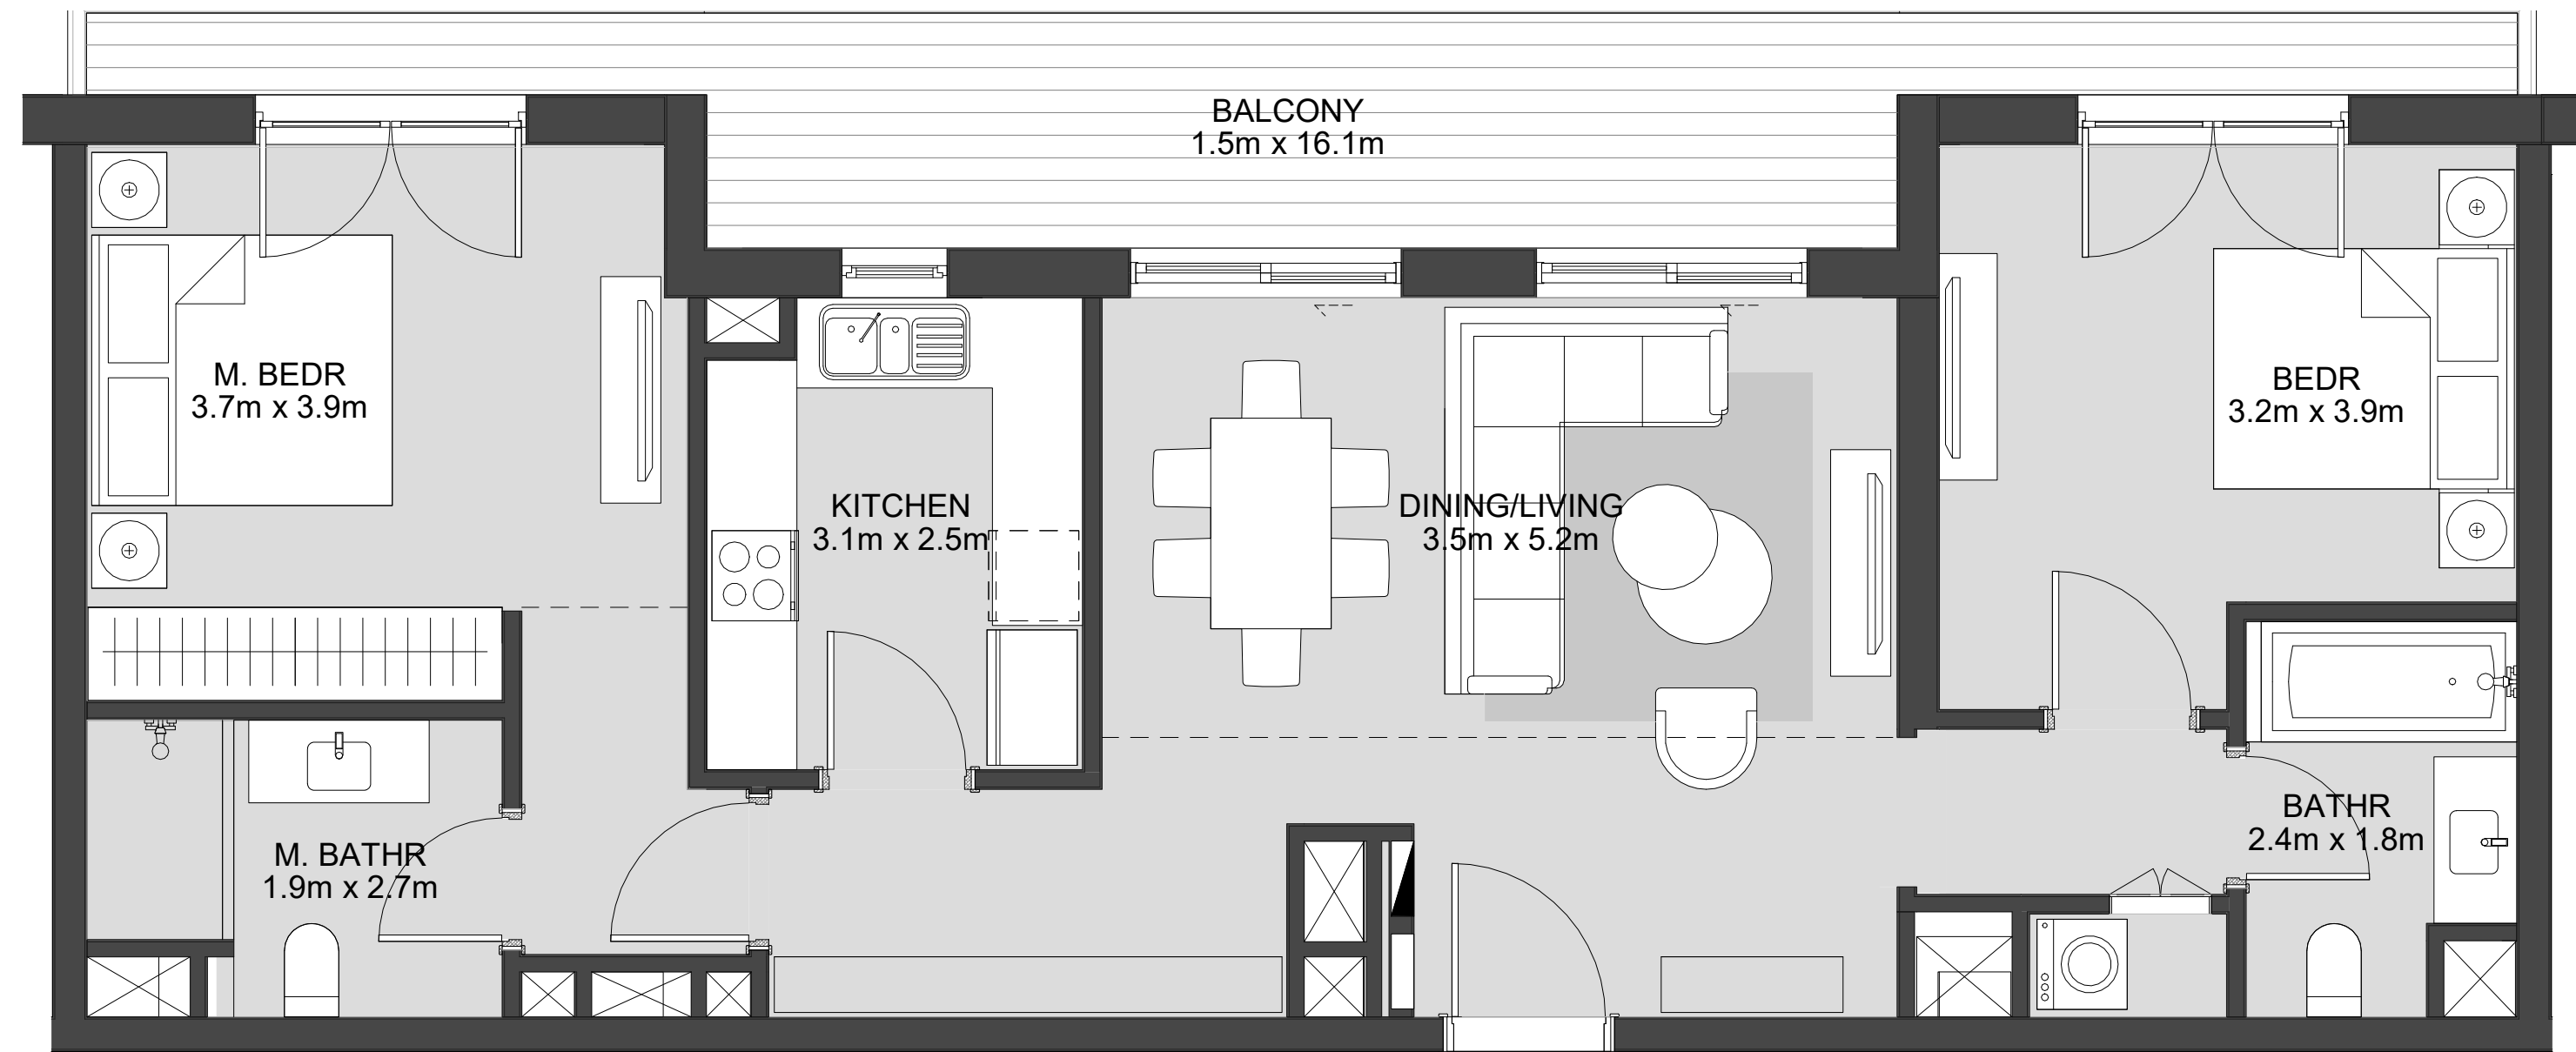 BALCONY
1.5m x 16.1m
M. BEDR
3.7m x 3.9m
BEDR
3.2m x 3.9m
KITCHEN
3.1m x 2.5m
DINING/LIVING
3.5m x 5.2m
M. BATHR
1.9m x 2.7m
BATHR
2.4m x 1.8m